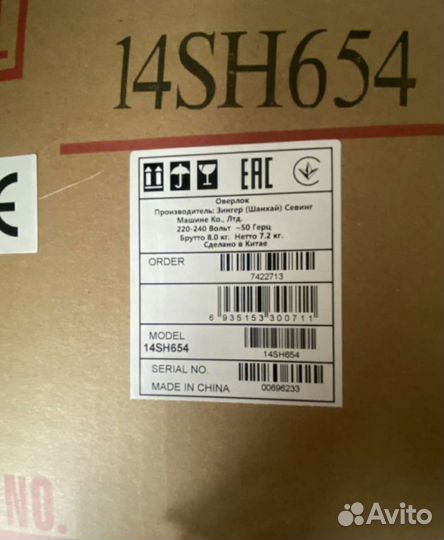 14SH654
CE
EAC
Оверлок
Производитель: Зингер (Шанхай) Севинг
Машине Ко., Лтд.
220-240 Вольт ~50 Герц
Брутто 8.0 кг. Нетто 7.2 кг.
Сделано в Китае
ORDER
7422713
6 935153 300711
MODEL
14SH654
14SH654
SERIAL NO.
MADE IN CHINA
00696233
NO.
Avito